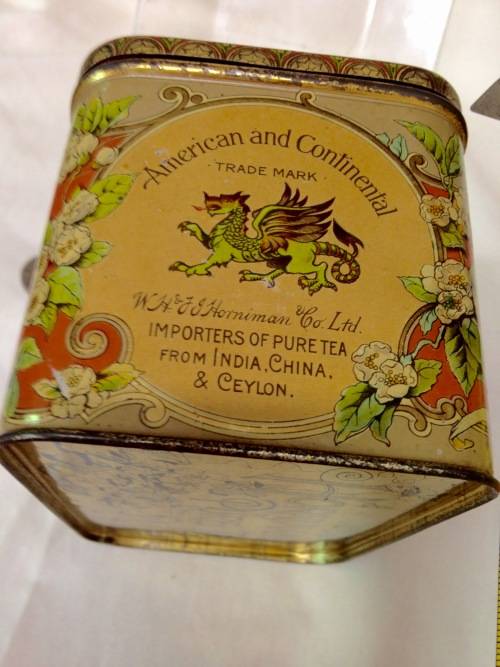 American and Continental
TRADE MARK
W.H. & F.J. Horniman & Co. Ltd.
IMPORTERS OF PURE TEA
FROM INDIA, CHINA,
& CEYLON.